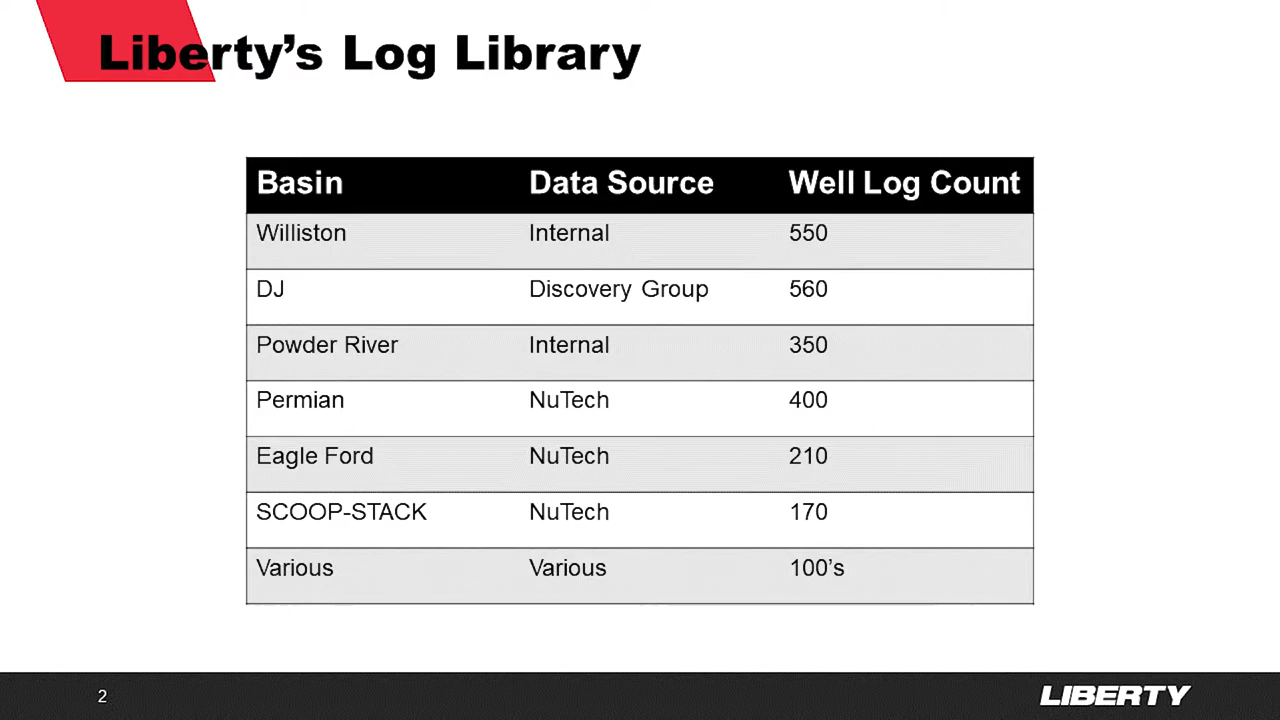 Liberty’s Log Library
Basin Data Source Well Log Count
Williston Internal 550
DJ Discovery Group 560
Powder River Internal 350
Permian NuTech 400
Eagle Ford NuTech 210
SCOOP-STACK NuTech 170
Various Various 100’s
2 LIBERTY